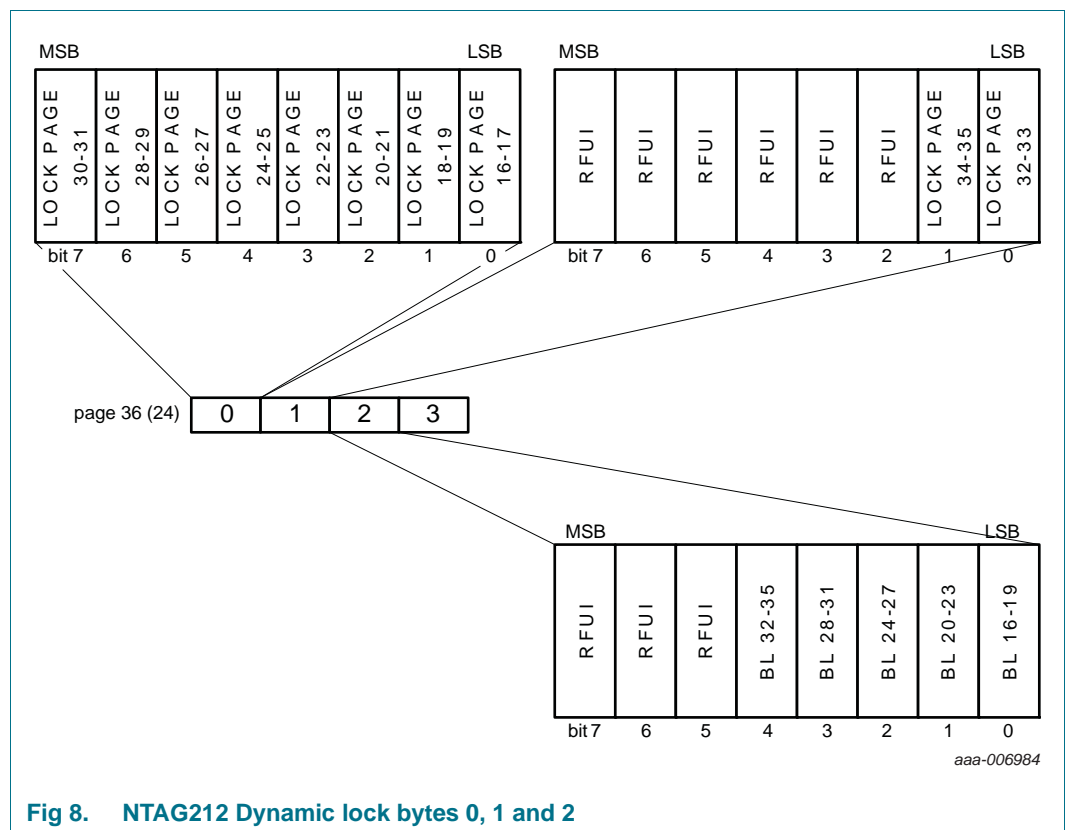 MSB
LSB
LOCK PAGE
30-31
LOCK PAGE
28-29
LOCK PAGE
26-27
LOCK PAGE
24-25
LOCK PAGE
22-23
LOCK PAGE
20-21
LOCK PAGE
18-19
LOCK PAGE
16-17
bit 7 6 5 4 3 2 1 0
MSB
LSB
RFUI
RFUI
RFUI
RFUI
RFUI
RFUI
LOCK PAGE
34-35
LOCK PAGE
32-33
bit 7 6 5 4 3 2 1 0
page 36 (24) 0 1 2 3
MSB
LSB
RFUI
RFUI
RFUI
BL 32-35
BL 28-31
BL 24-27
BL 20-23
BL 16-19
bit 7 6 5 4 3 2 1 0
aaa-006984
Fig 8. NTAG212 Dynamic lock bytes 0, 1 and 2